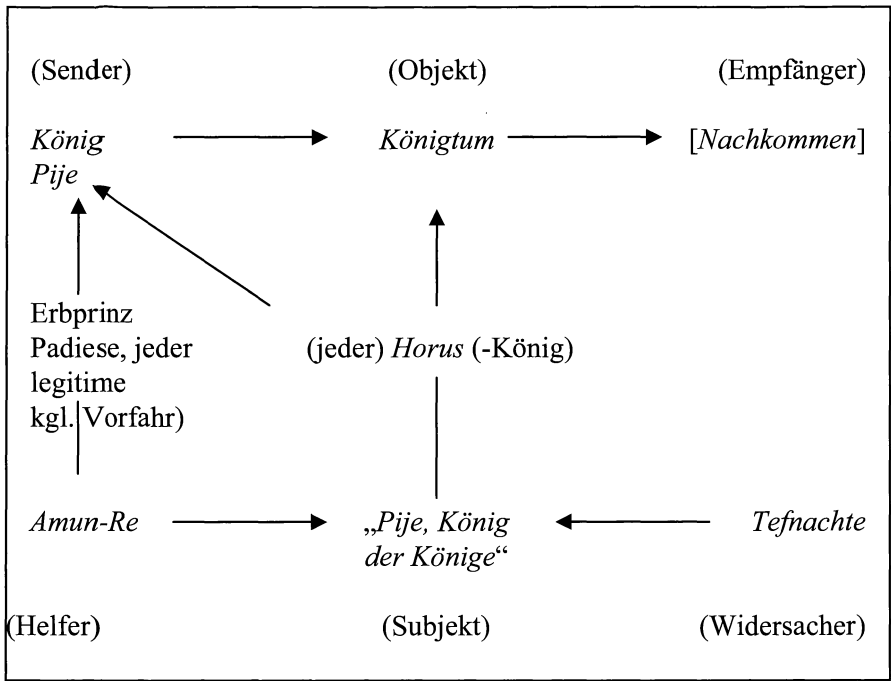 (Sender) (Objekt) (Empfänger)
König Königtum [Nachkommen]
Pije
Erbprinz
Padiese, jeder (jeder) Horus (-König)
legitime
kgl. Vorfahr)
Amun-Re „Pije, König Tefnachte
der Könige“
(Helfer) (Subjekt) (Widersacher)